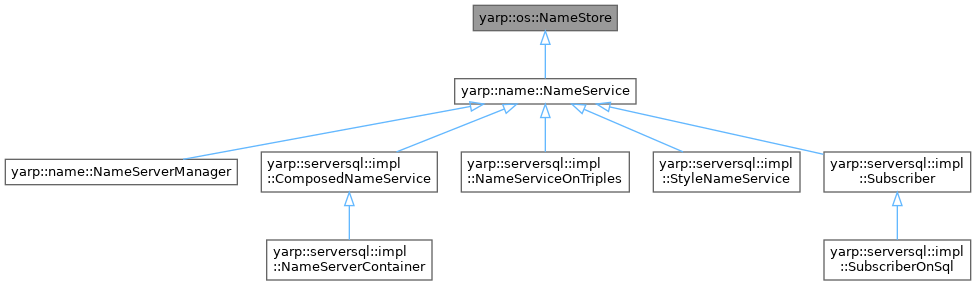 yarp::os::NameStore
yarp::name::NameService
yarp::name::NameServerManager
yarp::serversql::impl
::ComposedNameService
yarp::serversql::impl
::NameServiceOnTriples
yarp::serversql::impl
::StyleNameService
yarp::serversql::impl
::Subscriber
yarp::serversql::impl
::NameServerContainer
yarp::serversql::impl
::SubscriberOnSql